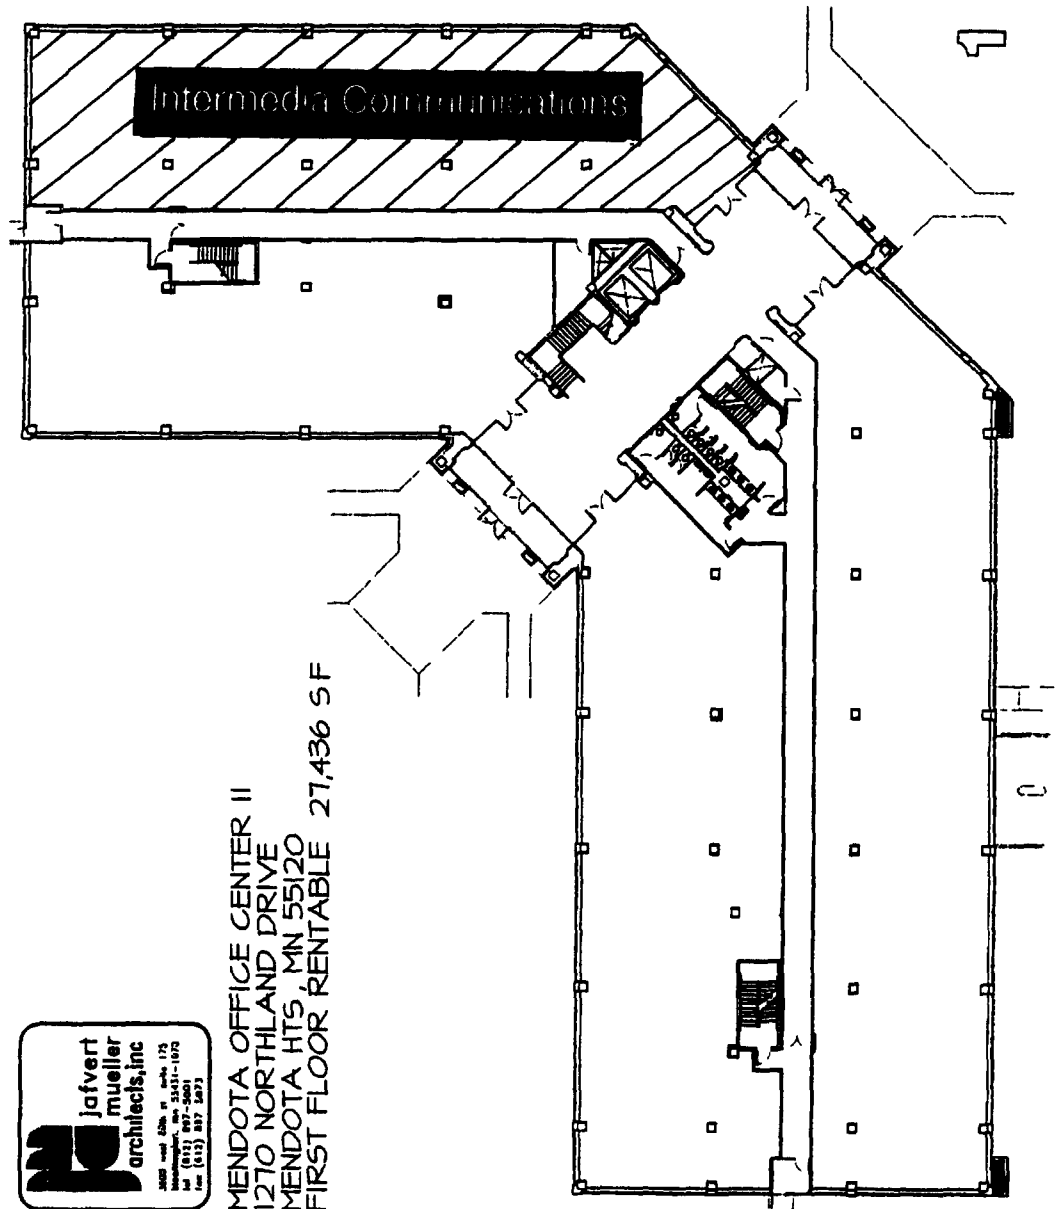 Intermedia Communications
MENDOTA OFFICE CENTER II
1270 NORTHLAND DRIVE
MENDOTA HTS, MN 55120
FIRST FLOOR RENTABLE 27,436 SF
jafvert
mueller
architects,inc